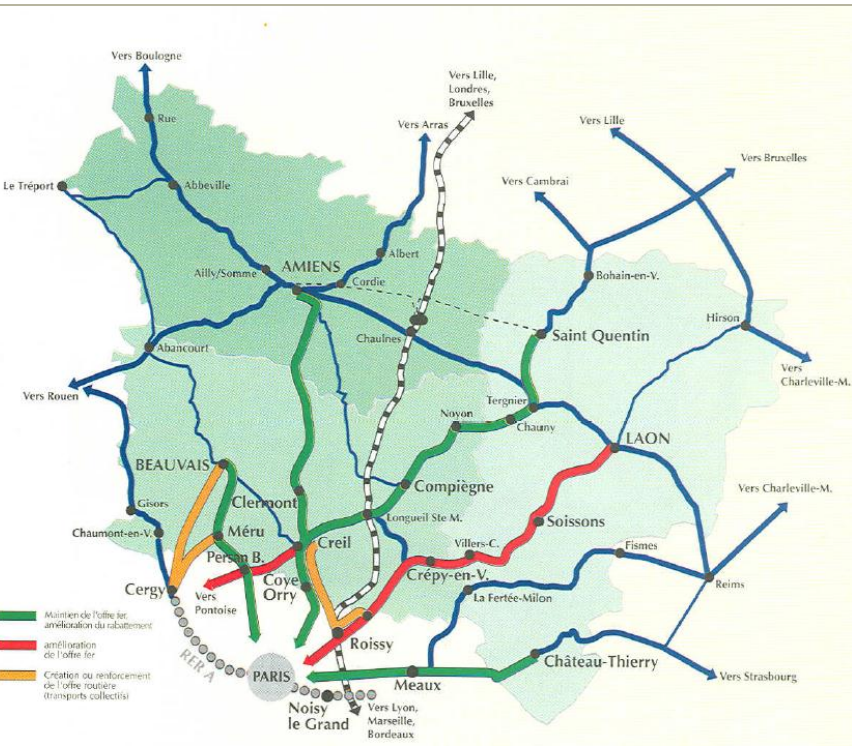 Vers Boulogne
Vers Lille,
Londres,
Bruxelles
Rue
Vers Arras
Vers Lille
Vers Bruxelles
Le Tréport
Abbeville
Vers Cambrai
Albert
Ailly/Somme
AMIENS
Cordie
Bohain-en-V.
Chaulnes
Saint Quentin
Hirson
Abancourt
Vers
Charleville-M.
Vers Rouen
Tergnier
Noyon
Chauny
LAON
BEAUVAIS
Compiègne
Clermont
Vers Charleville-M.
Gisors
Longueil Ste M.
Soissons
Chaumont-en-V.
Méru
Creil
Villers-C.
Fismes
Persan B.
Crépy-en-V.
Coye
Orry
Reims
Cergy
Vers
Pontoise
La Fertée-Milon
Maintien de l'offre fer,
amélioration du rabattement
Roissy
amélioration
de l'offre fer
RER A
Château-Thierry
Création ou renforcement
de l'offre routière
(transports collectifs)
PARIS
Meaux
Vers Strasbourg
Noisy
le Grand
Vers Lyon,
Marseille,
Bordeaux